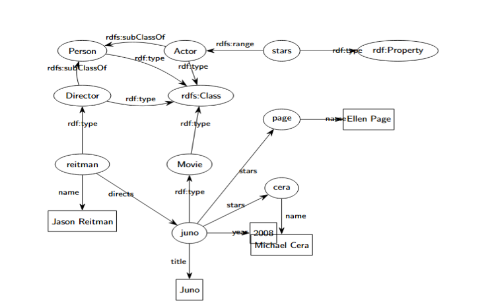 rdfs:subClassOf
Person
Actor
rdfs:range
stars
rdf:type
rdf:Property
rdfs:subClassOf
rdf:type
rdf:type
Director
rdf:type
rdfs:Class
rdf:type
rdf:type
page
name
Ellen Page
reitman
Movie
stars
name
directs
rdf:type
stars
cera
name
Jason Reitman
juno
year
2008
Michael Cera
title
Juno